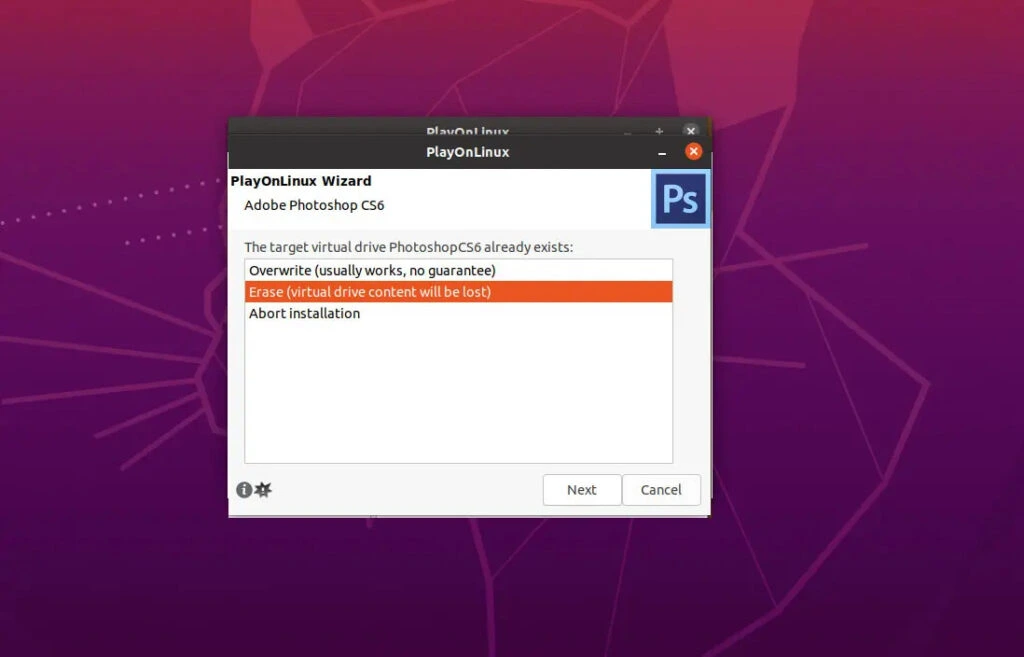 PlayOnLinux
PlayOnLinux
PlayOnLinux Wizard
Adobe Photoshop CS6
Ps
The target virtual drive PhotoshopCS6 already exists:
Overwrite (usually works, no guarantee)
Erase (virtual drive content will be lost)
Abort installation
Next
Cancel